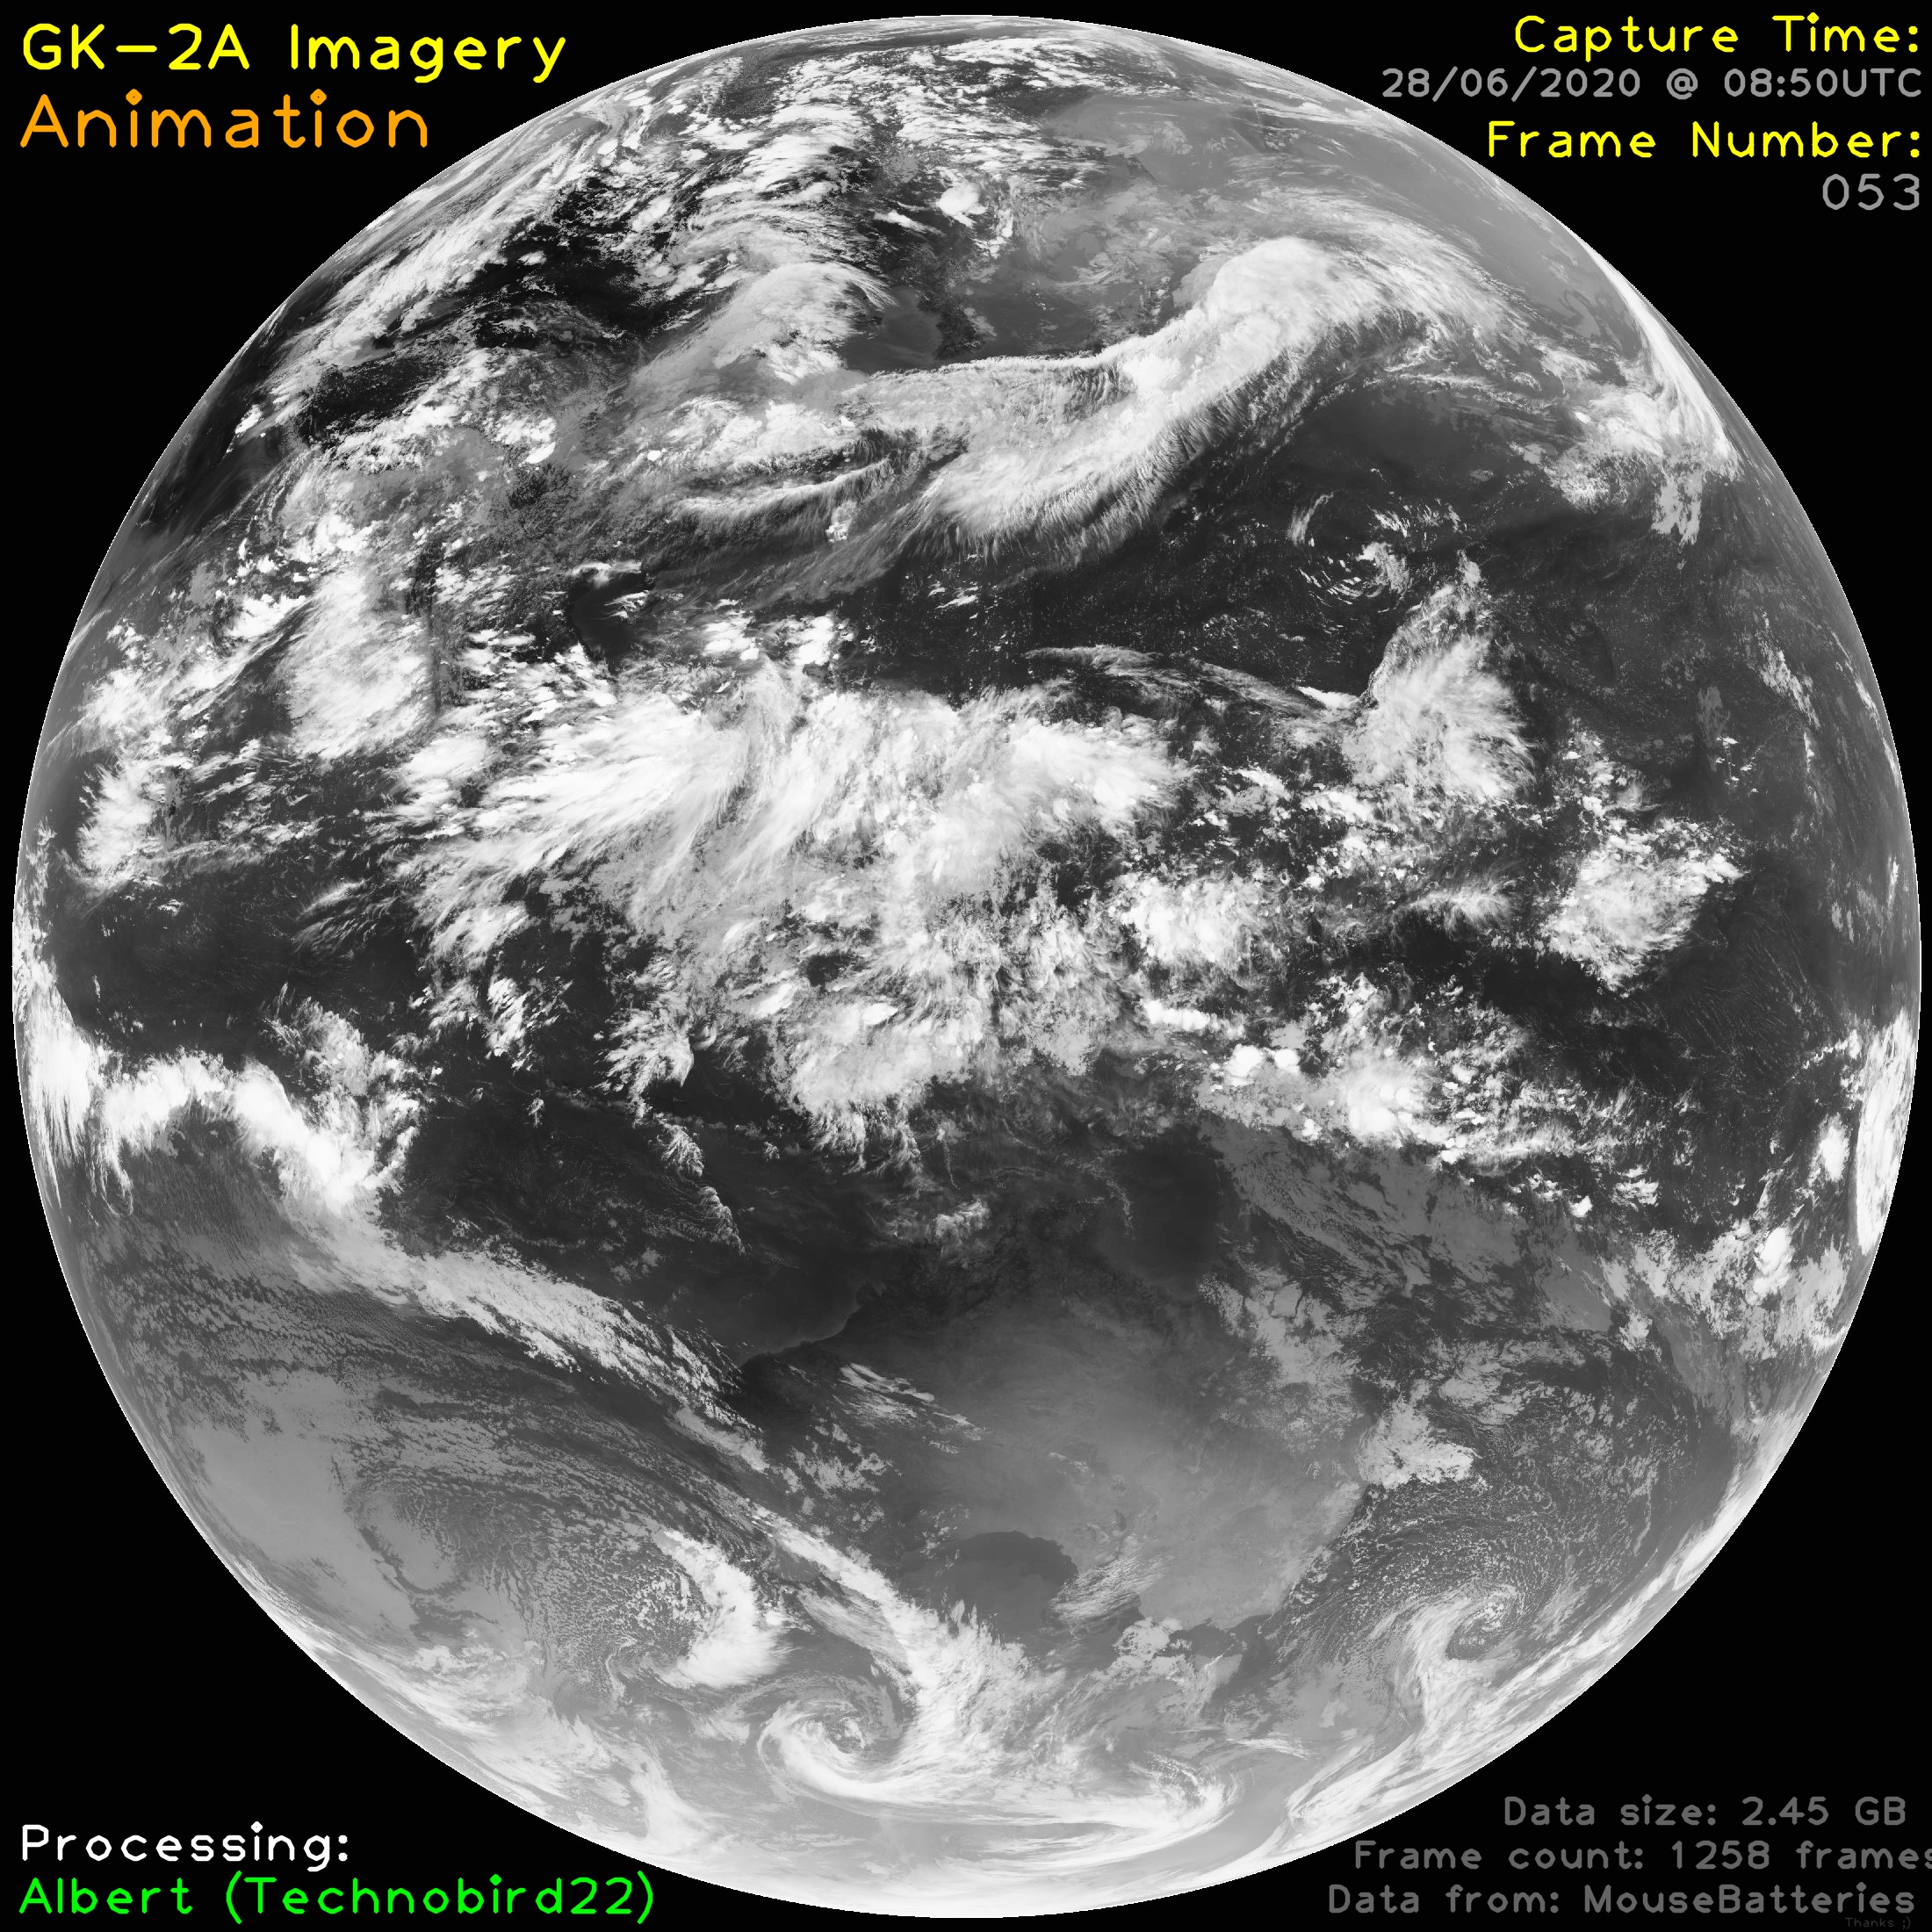 GK-2A Imagery
Animation
Capture Time:
28/06/2020 @ 08:50UTC
Frame Number:
053
Processing:
Albert (Technobird22)
Data size: 2.45 GB
Frame count: 1258 frames
Data from: MouseBatteries
Thanks ;)